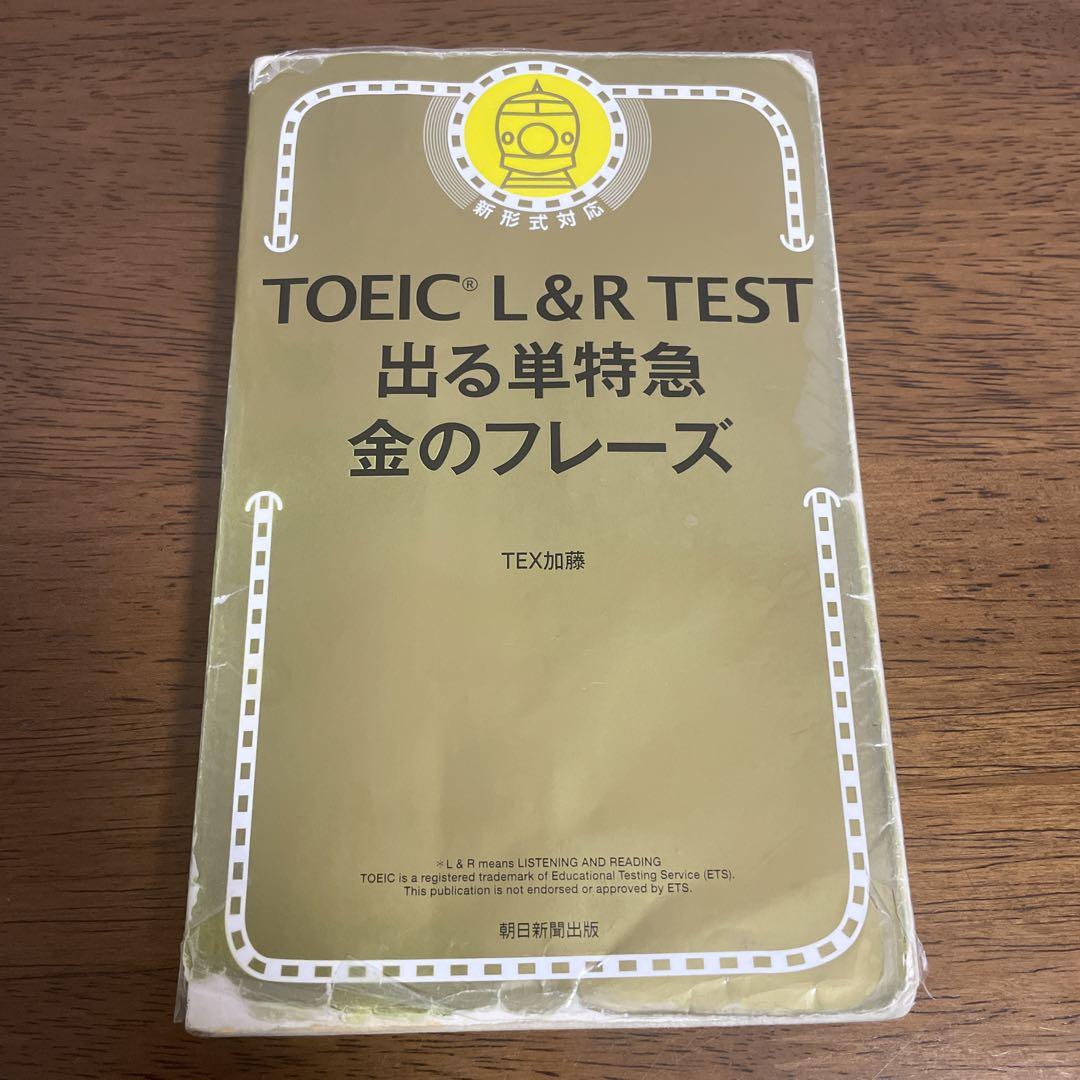 新形式対応
TOEIC® L&R TEST
出る単特急
金のフレーズ
TEX加藤
*L & R means LISTENING AND READING
TOEIC is a registered trademark of Educational Testing Service (ETS).
This publication is not endorsed or approved by ETS.
朝日新聞出版